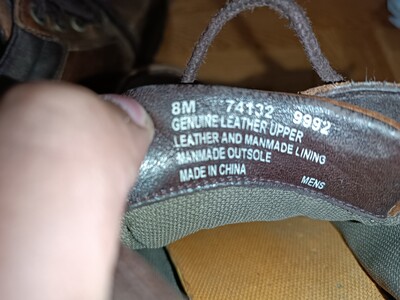 8M 74132 9992
GENUINE LEATHER UPPER
LEATHER AND MANMADE LINING
MANMADE OUTSOLE
MADE IN CHINA MENS